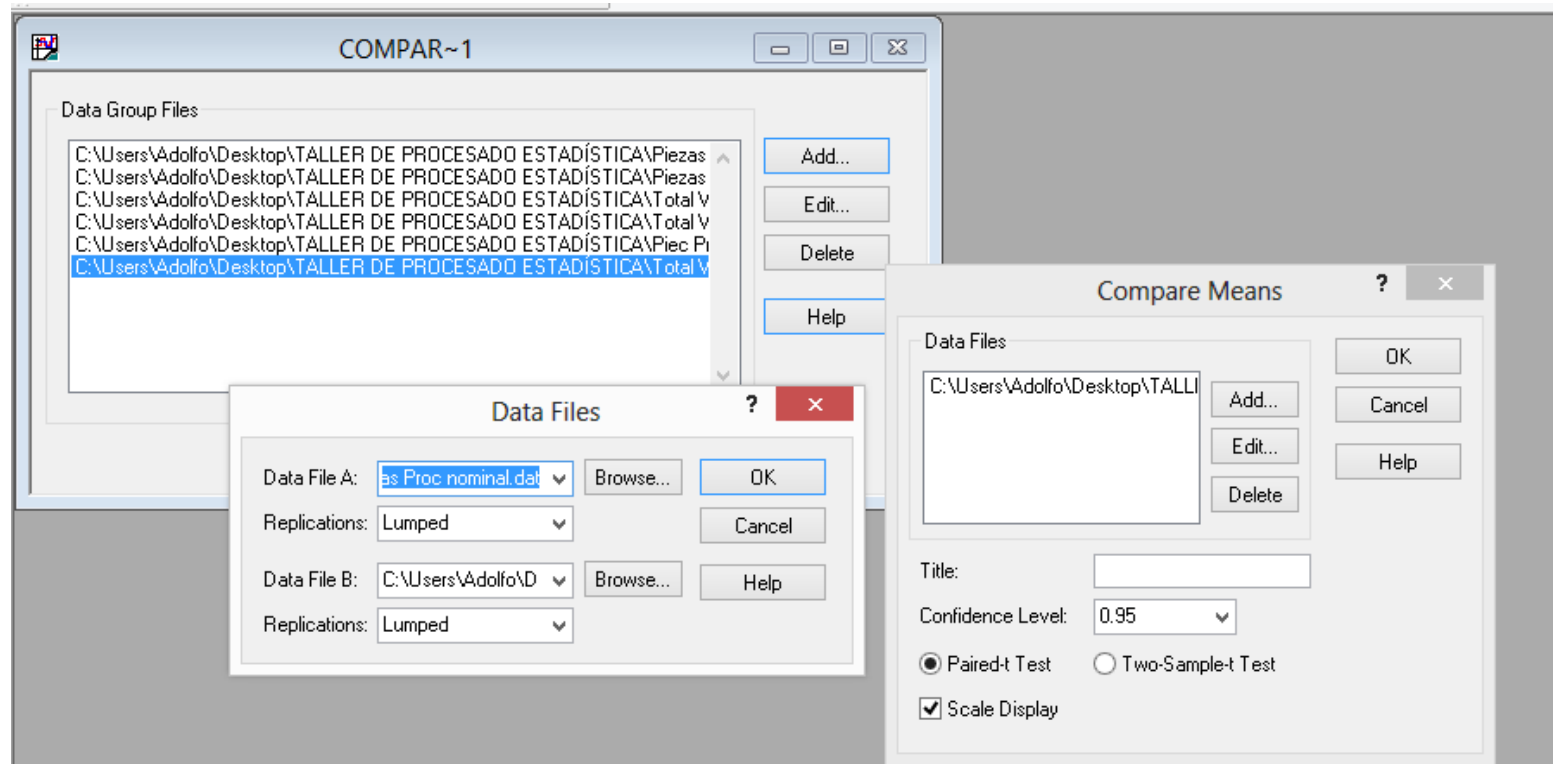 COMPAR~1
Data Group Files
C:\Users\Adolfo\Desktop\TALLER DE PROCESADO ESTADÍSTICA\Piezas
C:\Users\Adolfo\Desktop\TALLER DE PROCESADO ESTADÍSTICA\Piezas
C:\Users\Adolfo\Desktop\TALLER DE PROCESADO ESTADÍSTICA\Total V
C:\Users\Adolfo\Desktop\TALLER DE PROCESADO ESTADÍSTICA\Total V
C:\Users\Adolfo\Desktop\TALLER DE PROCESADO ESTADÍSTICA\Piec Pr
C:\Users\Adolfo\Desktop\TALLER DE PROCESADO ESTADÍSTICA\Total V
Add...
Edit...
Delete
Help
Data Files
?
Data File A: as Proc nominal.dat Browse... OK
Replications: Lumped Cancel
Data File B: C:\Users\Adolfo\D Browse... Help
Replications: Lumped
Compare Means
?
Data Files
C:\Users\Adolfo\Desktop\TALLI
Add...
Edit...
Delete
OK
Cancel
Help
Title:
Confidence Level: 0.95
Paired-t Test Two-Sample-t Test
Scale Display